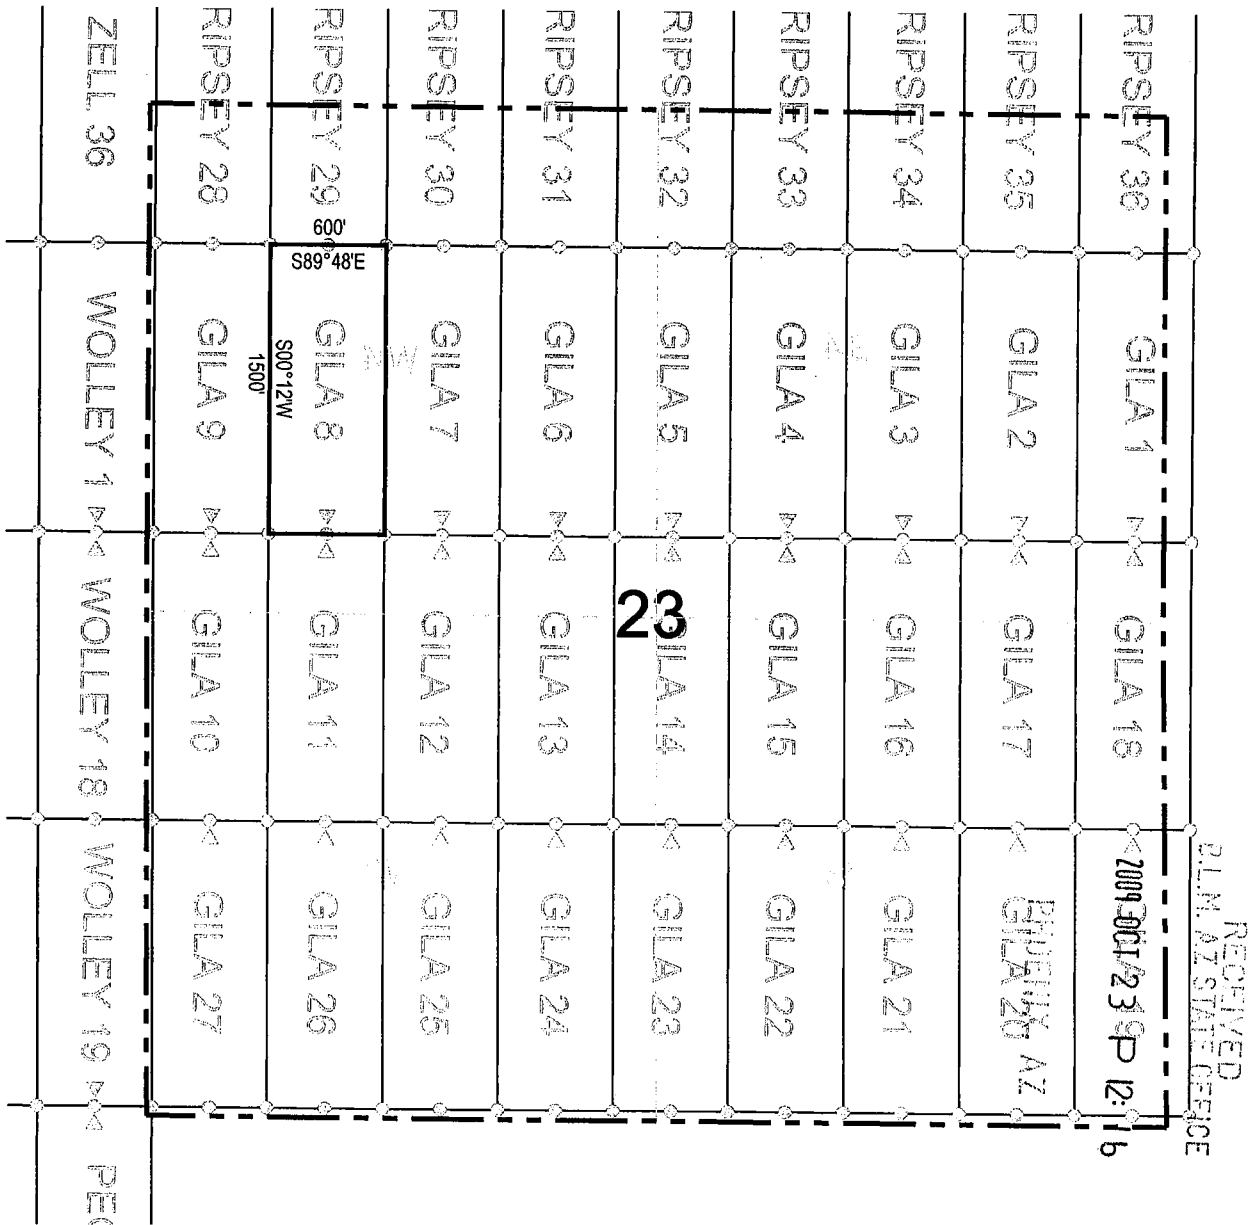 ZELL 36
RIPSEY 28
RIPSEY 29
RIPSEY 30
RIPSEY 31
RIPSEY 32
RIPSEY 33
RIPSEY 34
RIPSEY 35
RIPSEY 36
600'
S89°48'E
S00°12'W
1500'
WOLLEY 1
GILA 9
GILA 8
GILA 7
GILA 6
GILA 5
GILA 4
GILA 3
GILA 2
GILA 1
NW
NE
23
WOLLEY 18
GILA 10
GILA 11
GILA 12
GILA 13
GILA 14
GILA 15
GILA 16
GILA 17
GILA 18
WOLLEY 19
GILA 27
GILA 26
GILA 25
GILA 24
GILA 23
GILA 22
GILA 21
GILA 20
GILA 19
RECEIVED
B.L.M. AZ STATE OFFICE
2009 OCT 23 P 12:16
PHOENIX, AZ